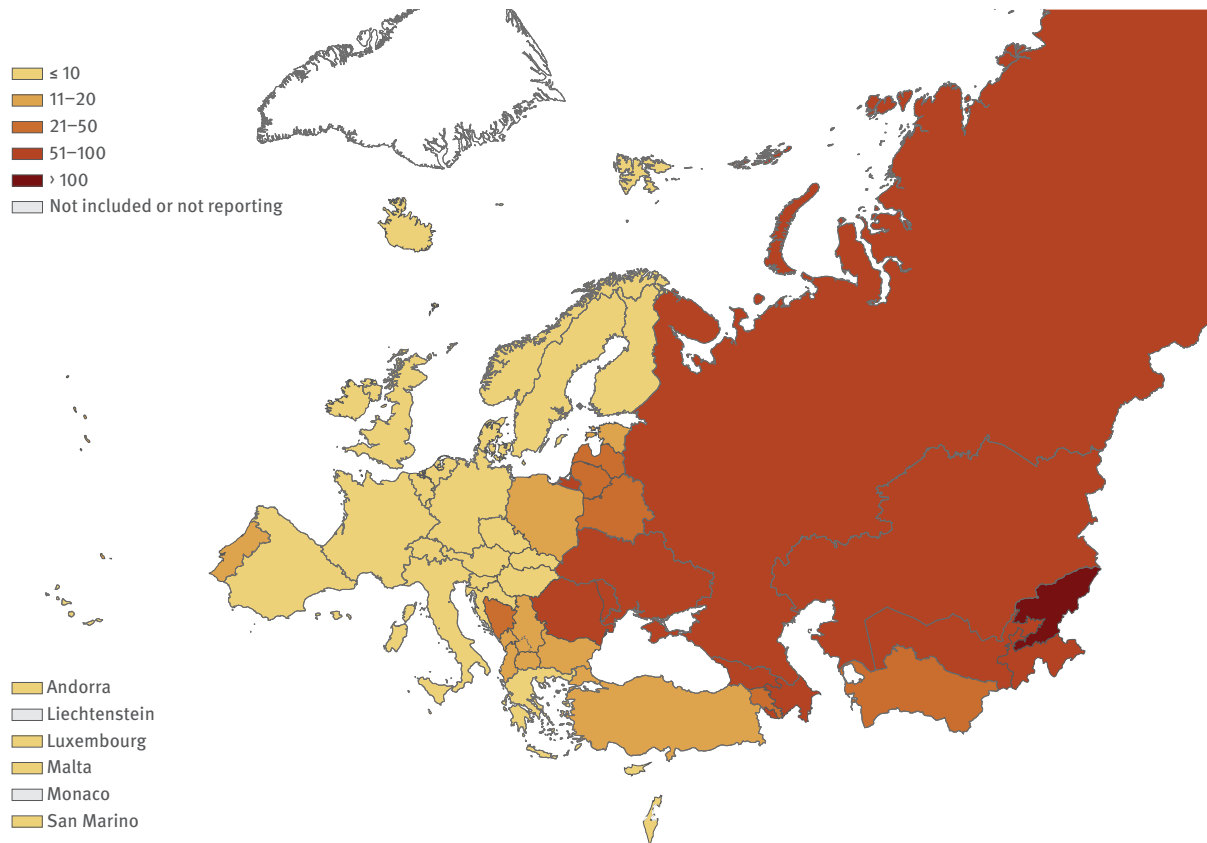 ≤ 10
11–20
21–50
51–100
› 100
Not included or not reporting
Andorra
Liechtenstein
Luxembourg
Malta
Monaco
San Marino